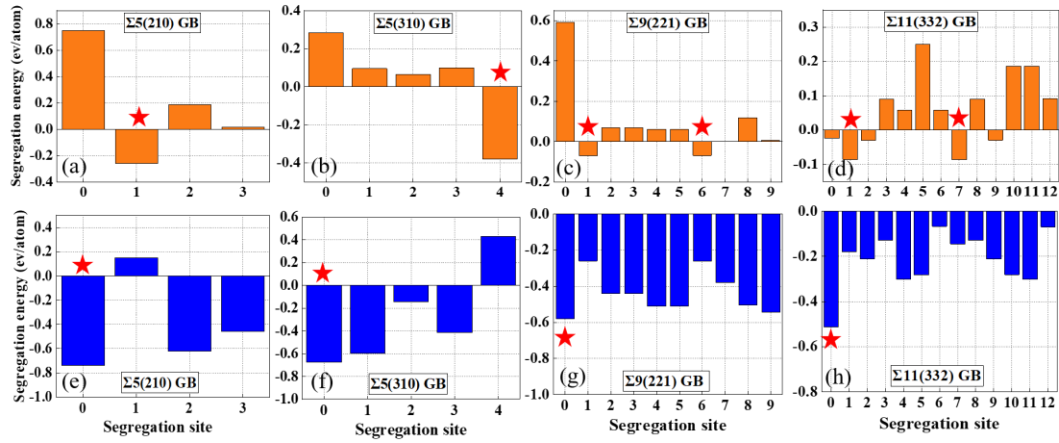 Segregation energy (ev/atom)
0.8
0.6
0.4
0.2
0.0
-0.2
-0.4
Σ5(210) GB
(a)
0 1 2 3
0.4
0.2
0.0
-0.2
-0.4
Σ5(310) GB
(b)
0 1 2 3 4
0.6
0.4
0.2
0.0
-0.2
Σ9(221) GB
(c)
0 1 2 3 4 5 6 7 8 9
0.3
0.2
0.1
0.0
-0.1
Σ11(332) GB
(d)
0 1 2 3 4 5 6 7 8 9 10 11 12
Segregation energy (ev/atom)
0.4
0.2
0.0
-0.2
-0.4
-0.6
-0.8
-1.0
(e)
Σ5(210) GB
0 1 2 3
Segregation site
0.6
0.4
0.2
0.0
-0.2
-0.4
-0.6
-0.8
-1.0
(f)
Σ5(310) GB
0 1 2 3 4
Segregation site
0.0
-0.2
-0.4
-0.6
-0.8
-1.0
(g)
Σ9(221) GB
0 1 2 3 4 5 6 7 8 9
Segregation site
0.0
-0.2
-0.4
-0.6
-0.8
(h)
Σ11(332) GB
0 1 2 3 4 5 6 7 8 9 10 11 12
Segregation site